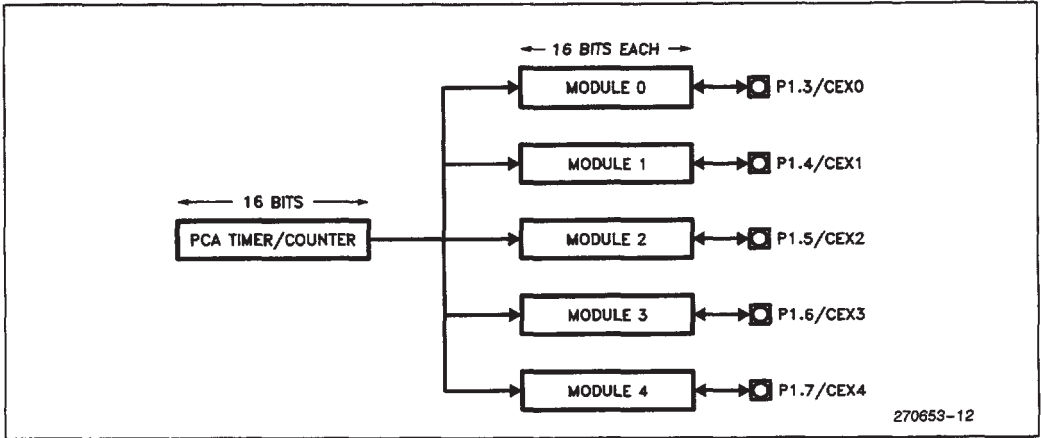 16 BITS EACH
MODULE 0
P1.3/CEX0
MODULE 1
P1.4/CEX1
16 BITS
PCA TIMER/COUNTER
MODULE 2
P1.5/CEX2
MODULE 3
P1.6/CEX3
MODULE 4
P1.7/CEX4
270653-12